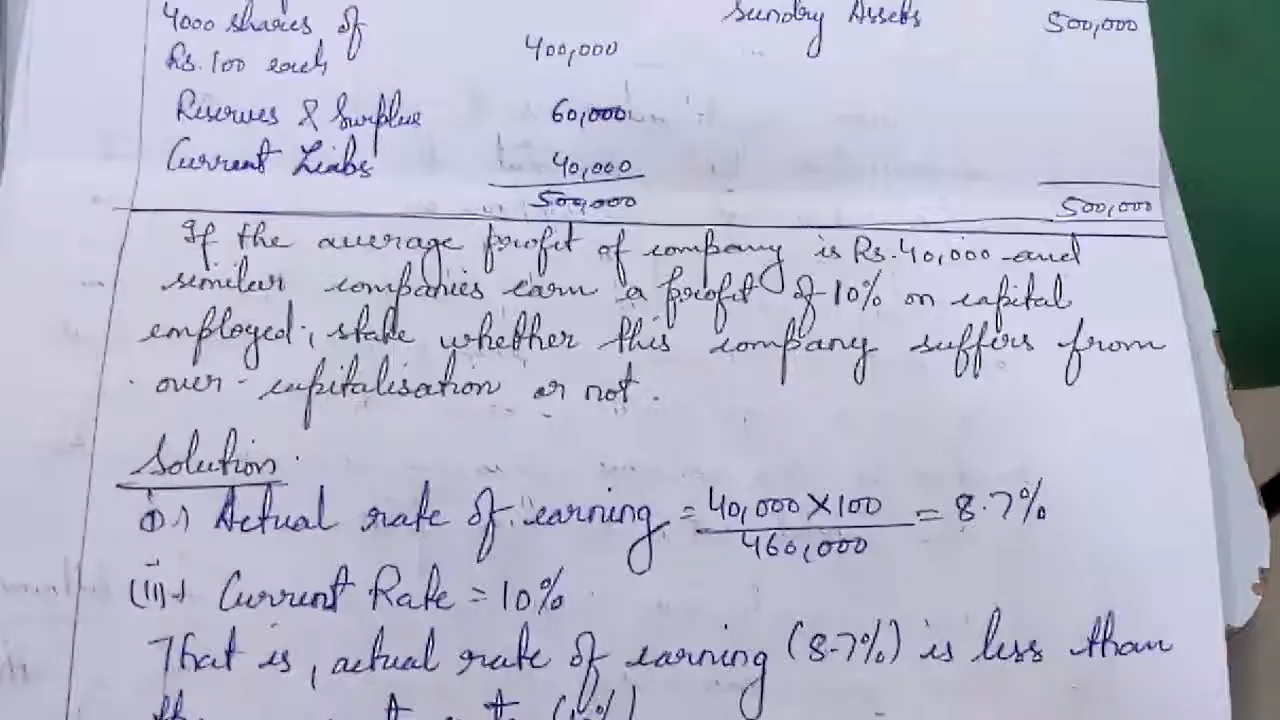 4000 shares of Sundry Assets 500,000
Rs. 100 each 400,000
Reserves & Surplus 60,000
Current Liabs 40,000
500,000 500,000
If the average profit of company is Rs. 40,000 and
similar companies earn a profit of 10% on capital
employed, state whether this company suffers from
over-capitalisation or not.
Solution:
(i) Actual rate of earning = 40,000 X 100 = 8.7%
460,000
(ii) Current Rate = 10%
That is, actual rate of earning (8.7%) is less than